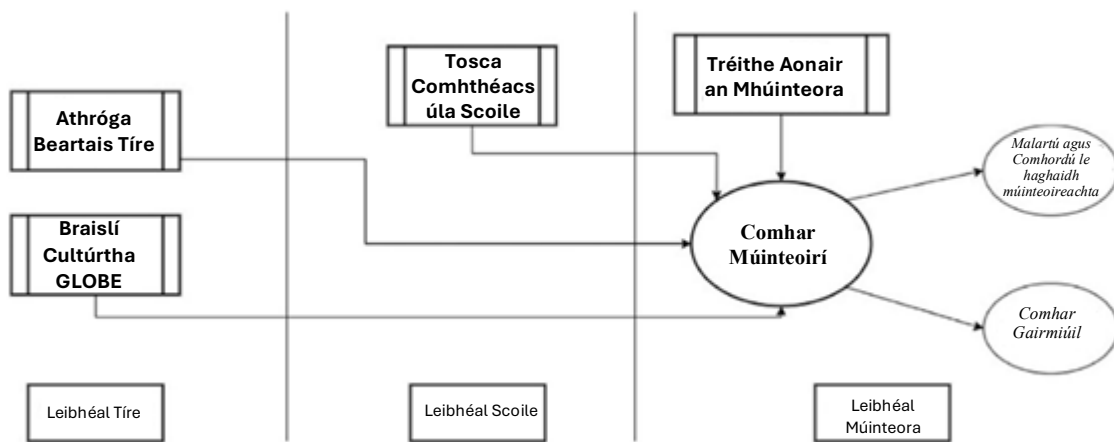 Athróga
Beartais Tíre
Braislí
Cultúrtha
GLOBE
Leibhéal Tíre
Tosca
Comhthéacs
úla Scoile
Leibhéal Scoile
Tréithe Aonair
an Mhúinteora
Comhar
Múinteoirí
Malartú agus
Comhordú le
haghaidh
múinteoireachta
Comhar
Gairmiúil
Leibhéal
Múinteora